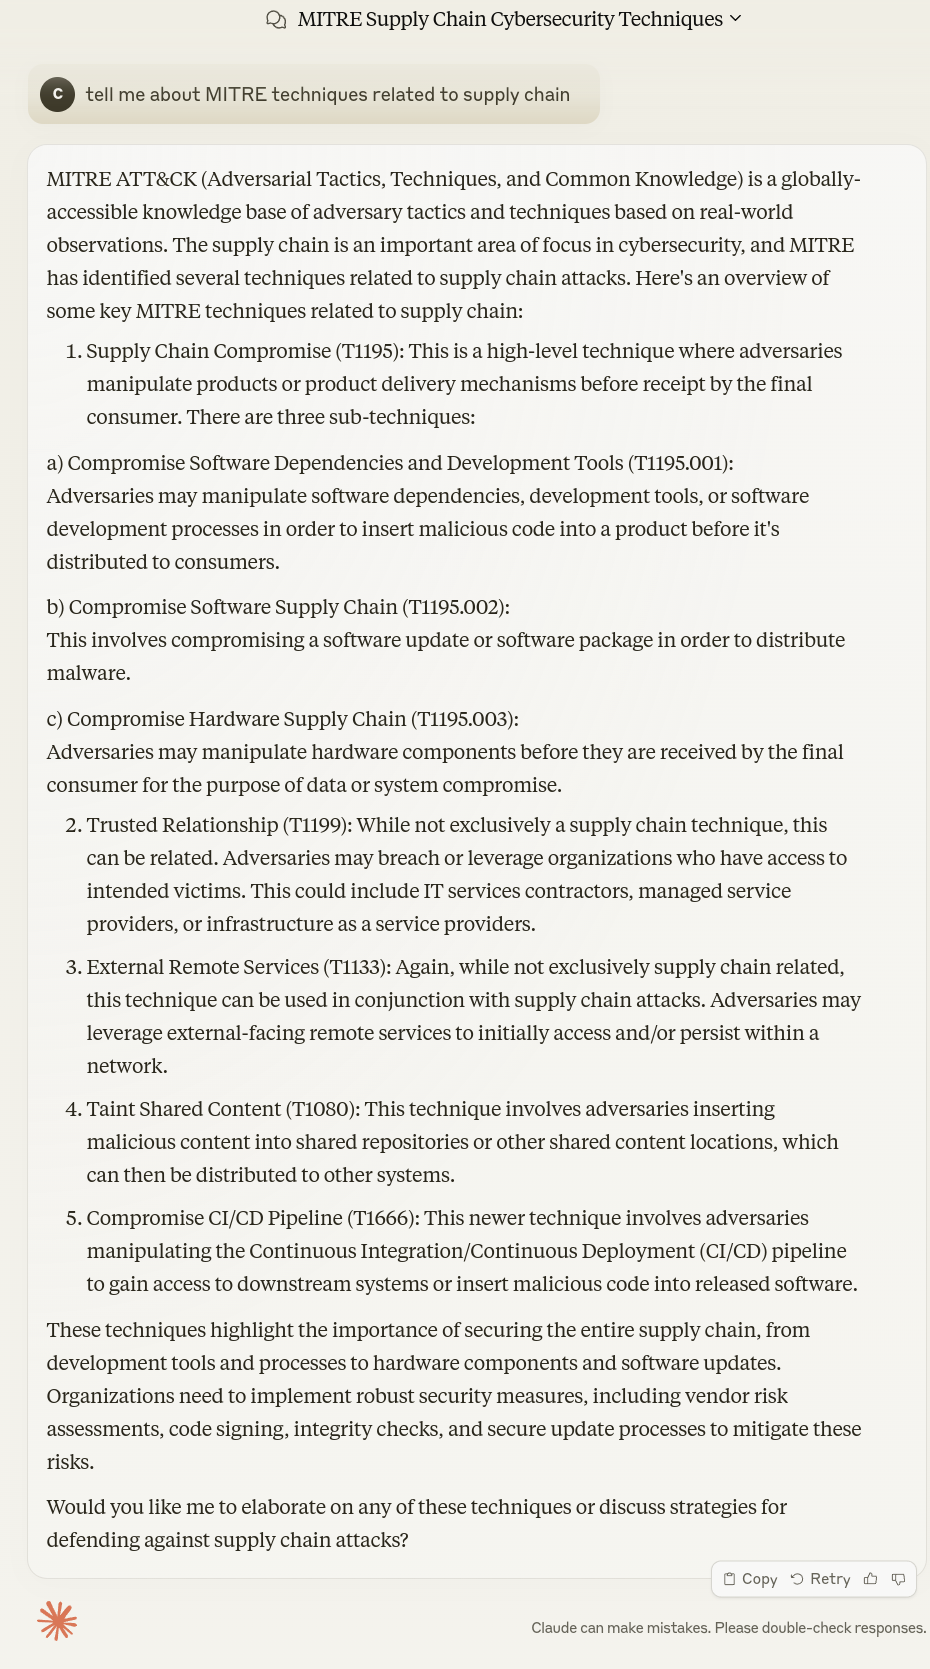 MITRE Supply Chain Cybersecurity Techniques
C tell me about MITRE techniques related to supply chain
MITRE ATT&CK (Adversarial Tactics, Techniques, and Common Knowledge) is a globally-
accessible knowledge base of adversary tactics and techniques based on real-world
observations. The supply chain is an important area of focus in cybersecurity, and MITRE
has identified several techniques related to supply chain attacks. Here's an overview of
some key MITRE techniques related to supply chain:
1. Supply Chain Compromise (T1195): This is a high-level technique where adversaries
manipulate products or product delivery mechanisms before receipt by the final
consumer. There are three sub-techniques:
a) Compromise Software Dependencies and Development Tools (T1195.001):
Adversaries may manipulate software dependencies, development tools, or software
development processes in order to insert malicious code into a product before it's
distributed to consumers.
b) Compromise Software Supply Chain (T1195.002):
This involves compromising a software update or software package in order to distribute
malware.
c) Compromise Hardware Supply Chain (T1195.003):
Adversaries may manipulate hardware components before they are received by the final
consumer for the purpose of data or system compromise.
2. Trusted Relationship (T1199): While not exclusively a supply chain technique, this
can be related. Adversaries may breach or leverage organizations who have access to
intended victims. This could include IT services contractors, managed service
providers, or infrastructure as a service providers.
3. External Remote Services (T1133): Again, while not exclusively supply chain related,
this technique can be used in conjunction with supply chain attacks. Adversaries may
leverage external-facing remote services to initially access and/or persist within a
network.
4. Taint Shared Content (T1080): This technique involves adversaries inserting
malicious content into shared repositories or other shared content locations, which
can then be distributed to other systems.
5. Compromise CI/CD Pipeline (T1666): This newer technique involves adversaries
manipulating the Continuous Integration/Continuous Deployment (CI/CD) pipeline
to gain access to downstream systems or insert malicious code into released software.
These techniques highlight the importance of securing the entire supply chain, from
development tools and processes to hardware components and software updates.
Organizations need to implement robust security measures, including vendor risk
assessments, code signing, integrity checks, and secure update processes to mitigate these
risks.
Would you like me to elaborate on any of these techniques or discuss strategies for
defending against supply chain attacks?
Copy Retry
Claude can make mistakes. Please double-check responses.